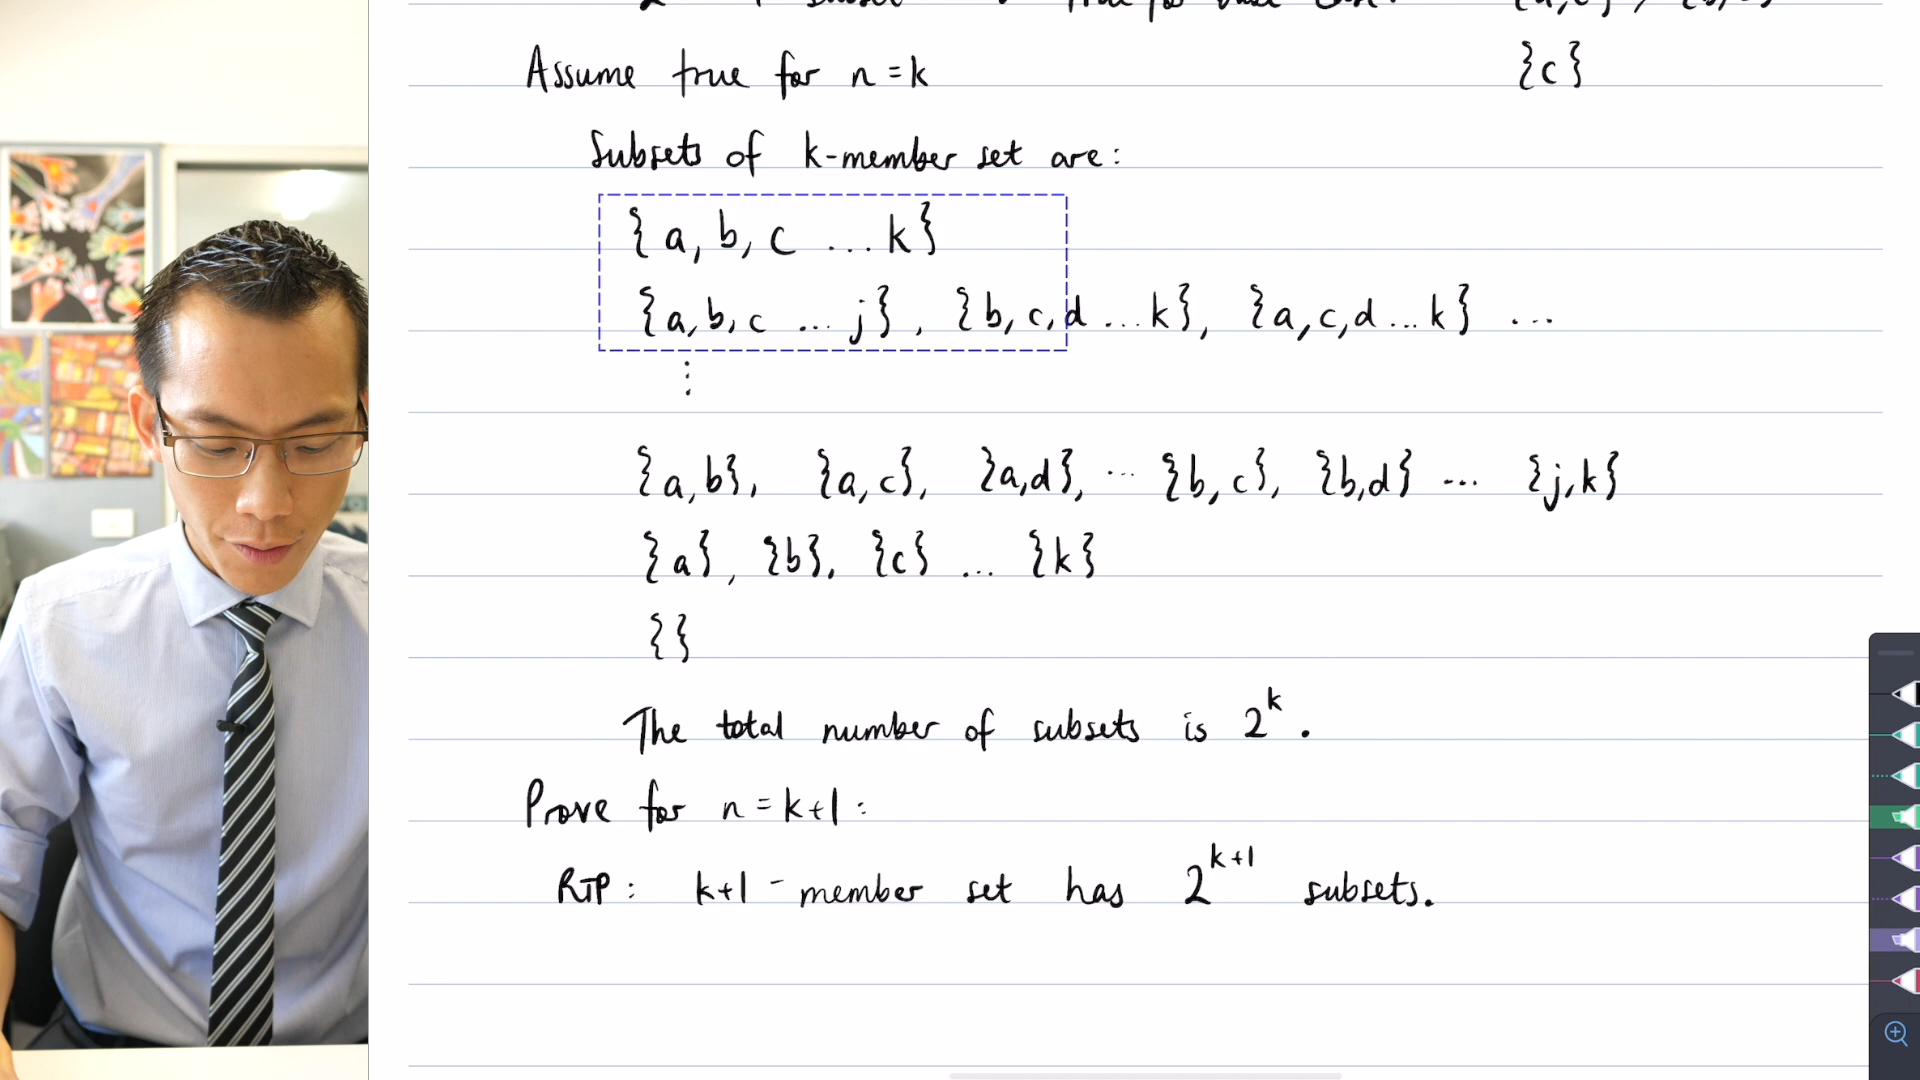 {c}
Assume true for n = k
Subsets of k-member set are:
{a, b, c ... k}
{a, b, c ... j}, {b, c, d ... k}, {a, c, d ... k} ...
⋮
{a, b}, {a, c}, {a, d}, ... {b, c}, {b, d} ... {j, k}
{a}, {b}, {c} ... {k}
{}
The total number of subsets is 2^k.
Prove for n = k+1:
RTP: k+1 - member set has 2^{k+1} subsets.